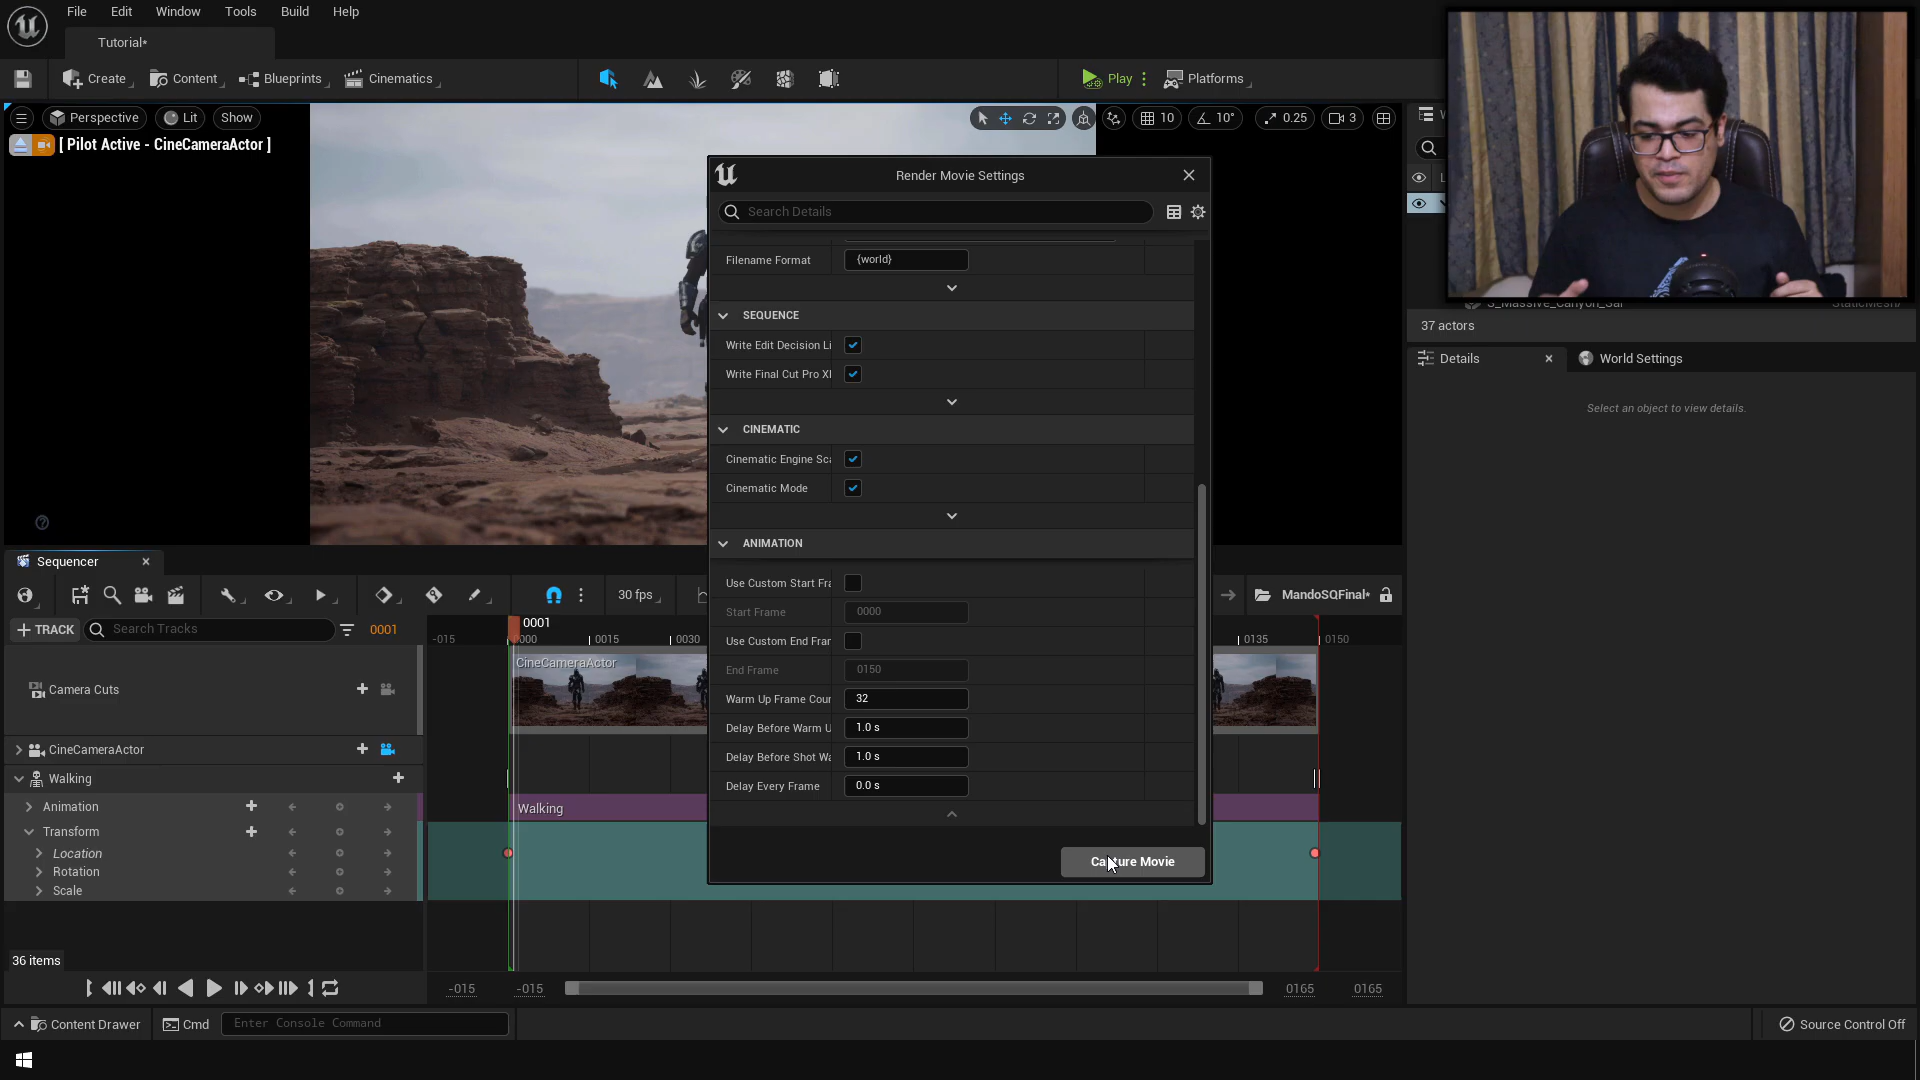 File Edit Window Tools Build Help
Tutorial*
Create Content Blueprints Cinematics Play Platforms
Perspective Lit Show 10 10° 0.25 3
[ Pilot Active - CineCameraActor ]
Render Movie Settings
Search Details
Filename Format {world}
SEQUENCE
Write Edit Decision Li
Write Final Cut Pro XI
CINEMATIC
Cinematic Engine Sca
Cinematic Mode
ANIMATION
Use Custom Start Fra
Start Frame 0000
Use Custom End Fran
End Frame 0150
Warm Up Frame Cour 32
Delay Before Warm U 1.0 s
Delay Before Shot Wa 1.0 s
Delay Every Frame 0.0 s
Capture Movie
37 actors
Details World Settings
Select an object to view details.
Sequencer
30 fps MandoSQFinal*
TRACK Search Tracks 0001
0001
-015 0000 0015 0030 0135 0150
CineCameraActor
Camera Cuts
CineCameraActor
Walking
Animation Walking
Transform
Location
Rotation
Scale
36 items
-015 -015 0165 0165
Content Drawer Cmd Enter Console Command Source Control Off